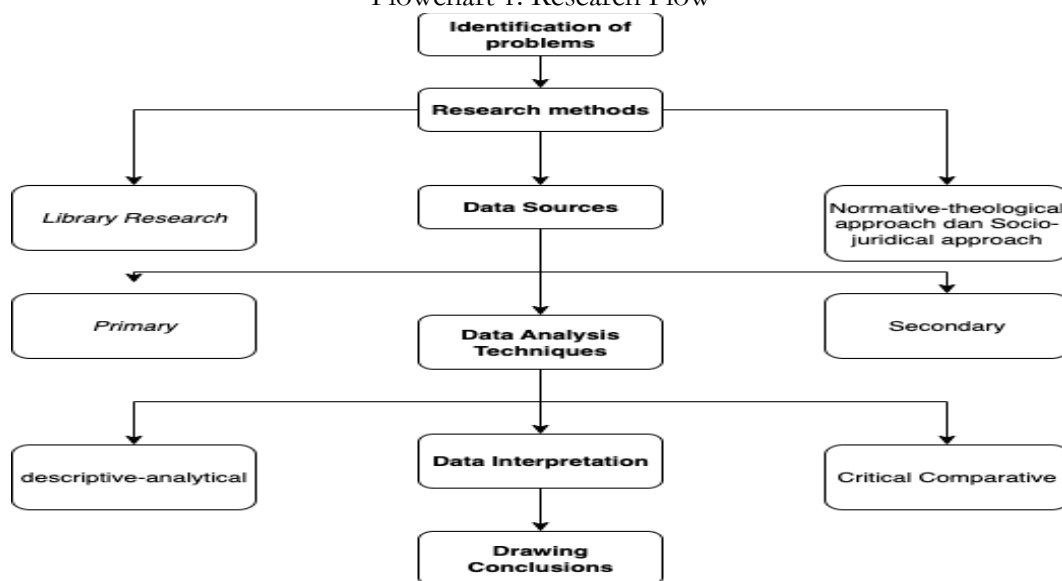 Flowchart 1. Research Flow
Identification of
problems
Research methods
Library Research
Data Sources
Normative-theological
approach dan Socio-
juridical approach
Primary
Data Analysis
Techniques
Secondary
descriptive-analytical
Data Interpretation
Critical Comparative
Drawing
Conclusions